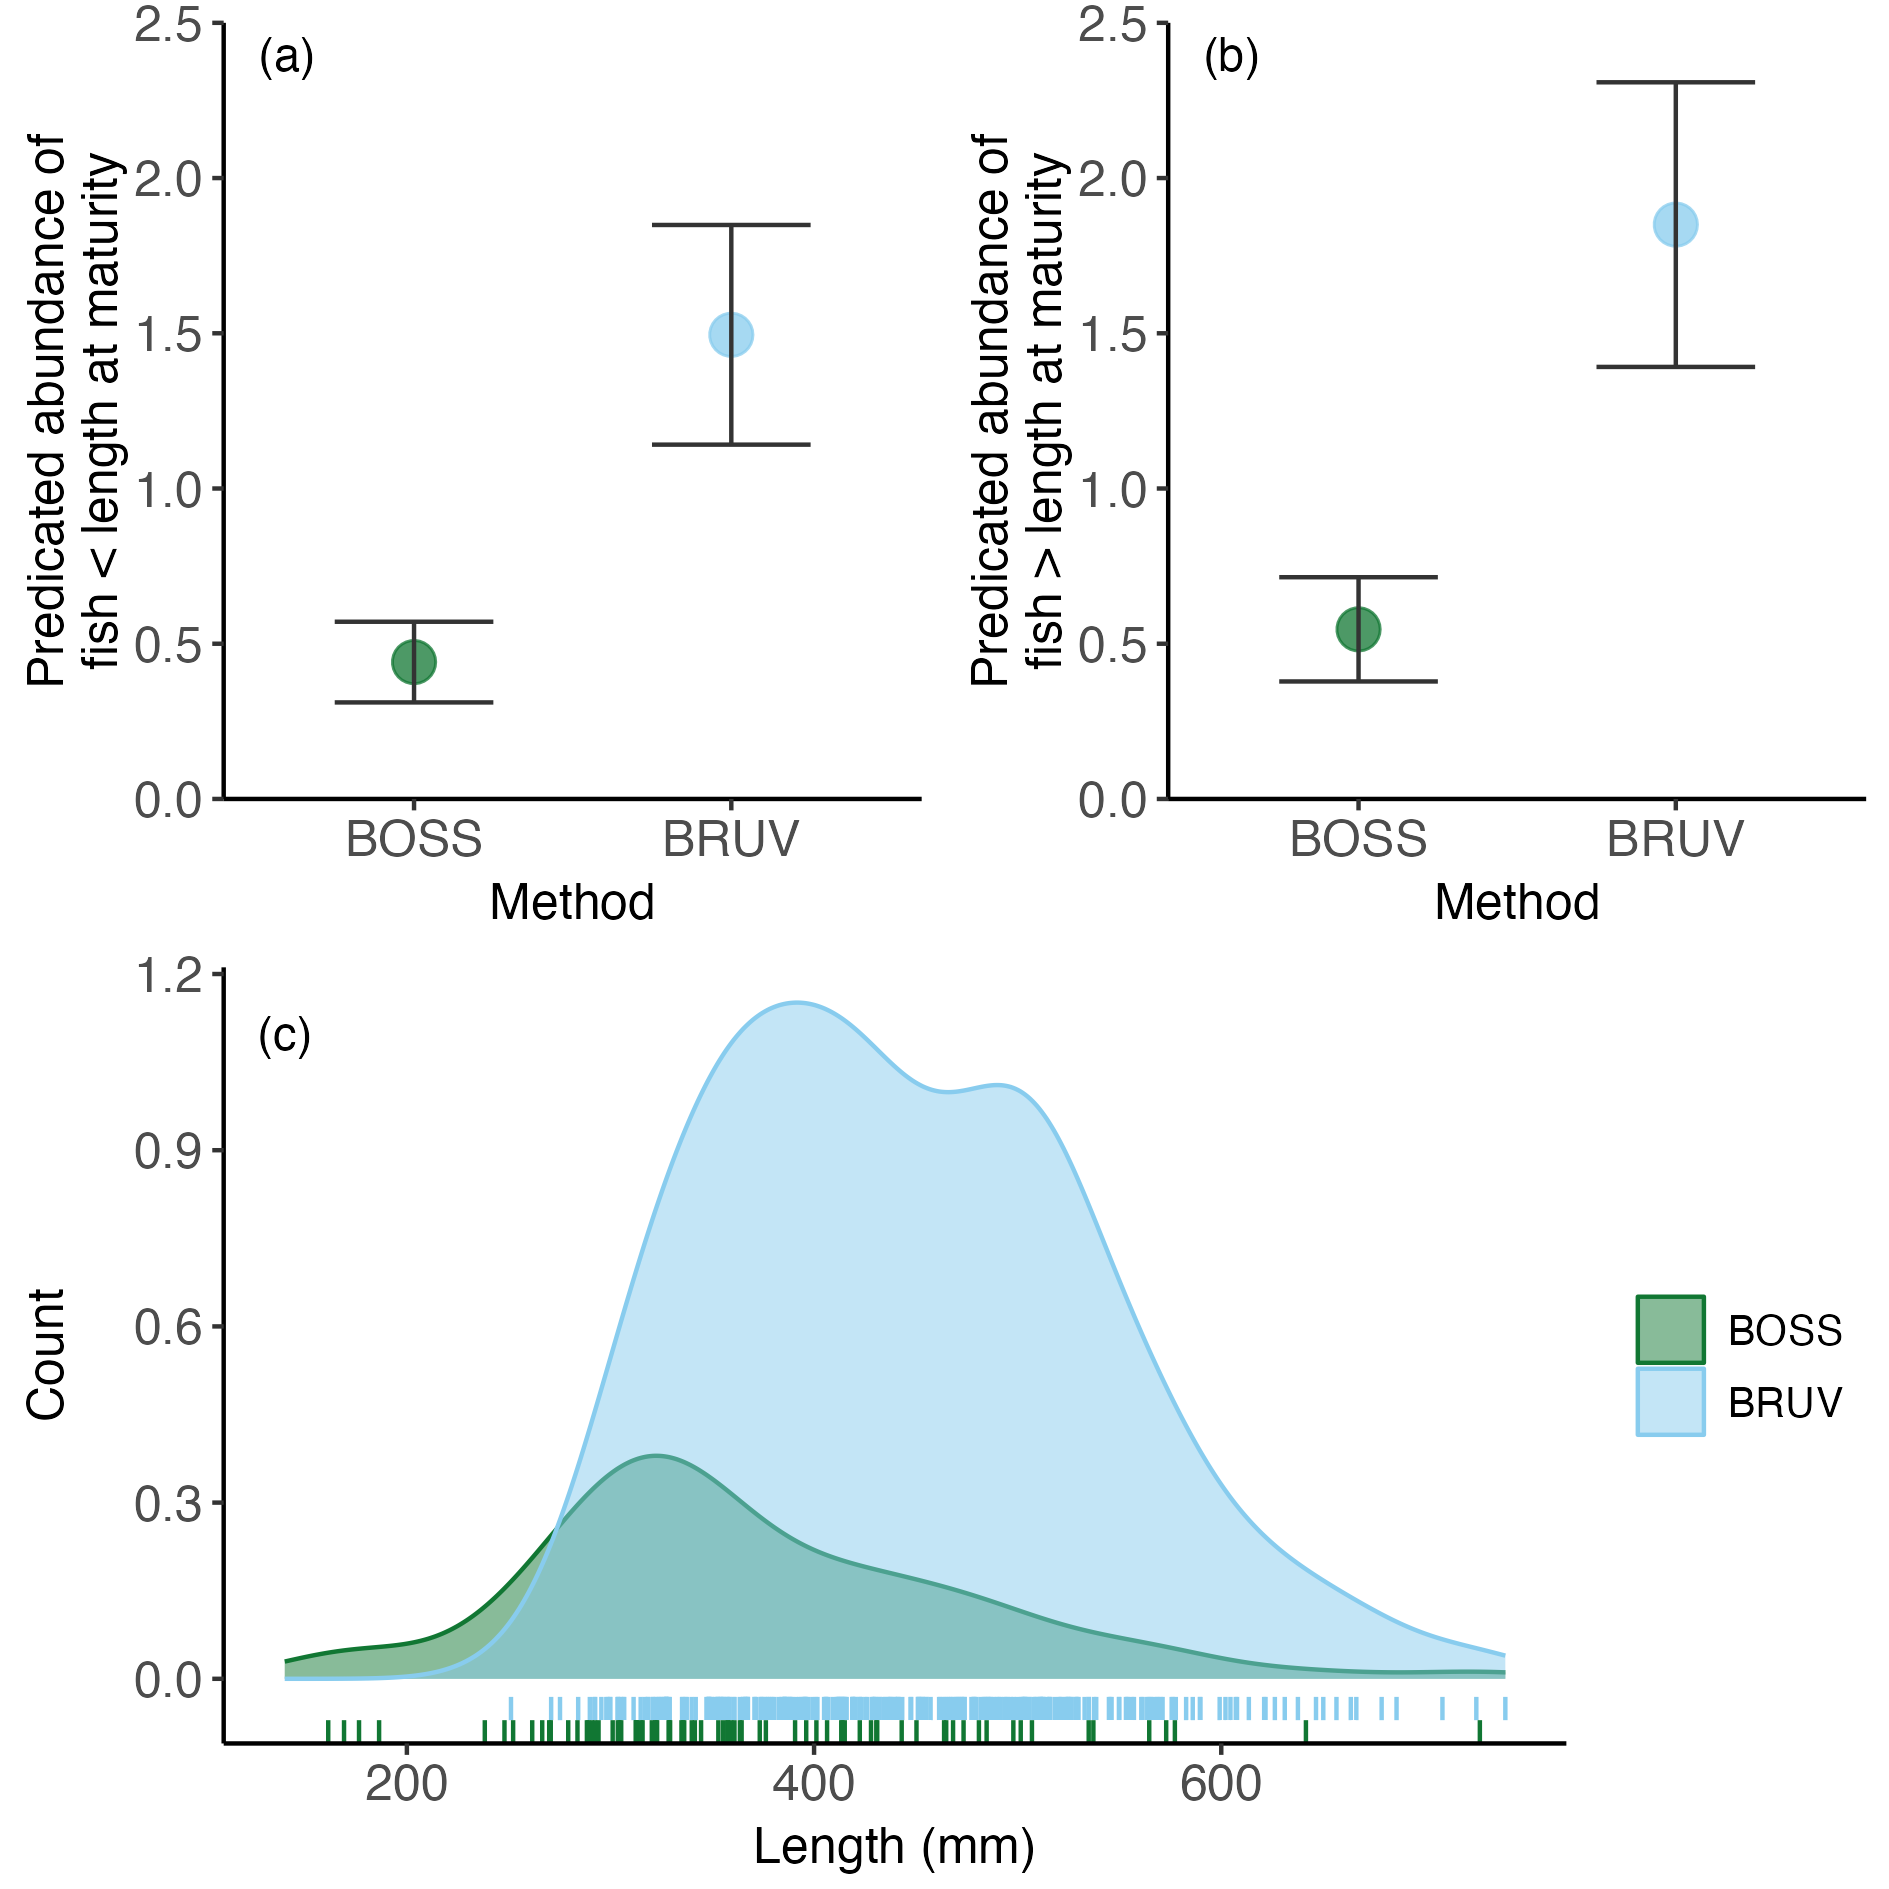 (a)
Predicated abundance of
fish < length at maturity
2.5
2.0
1.5
1.0
0.5
0.0
BOSS BRUV
Method
(b)
Predicated abundance of
fish > length at maturity
2.5
2.0
1.5
1.0
0.5
0.0
BOSS BRUV
Method
(c)
Count
1.2
0.9
0.6
0.3
0.0
200 400 600
Length (mm)
BOSS
BRUV